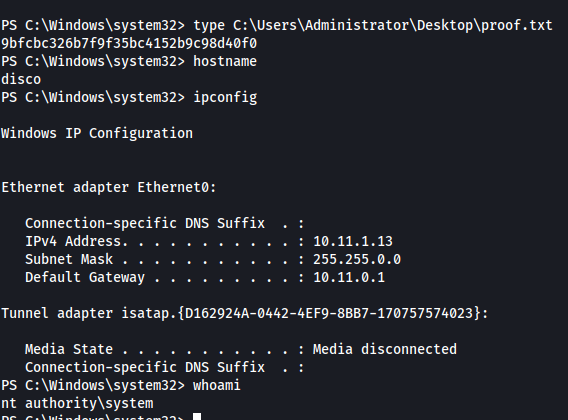 PS C:\Windows\system32> type C:\Users\Administrator\Desktop\proof.txt
9bfcbc326b7f9f35bc4152b9c98d40f0
PS C:\Windows\system32> hostname
disco
PS C:\Windows\system32> ipconfig
Windows IP Configuration
Ethernet adapter Ethernet0:
Connection-specific DNS Suffix . :
IPv4 Address. . . . . . . . . . . : 10.11.1.13
Subnet Mask . . . . . . . . . . . : 255.255.0.0
Default Gateway . . . . . . . . . : 10.11.0.1
Tunnel adapter isatap.{D162924A-0442-4EF9-8BB7-170757574023}:
Media State . . . . . . . . . . . : Media disconnected
Connection-specific DNS Suffix . :
PS C:\Windows\system32> whoami
nt authority\system
PS C:\Windows\system32>